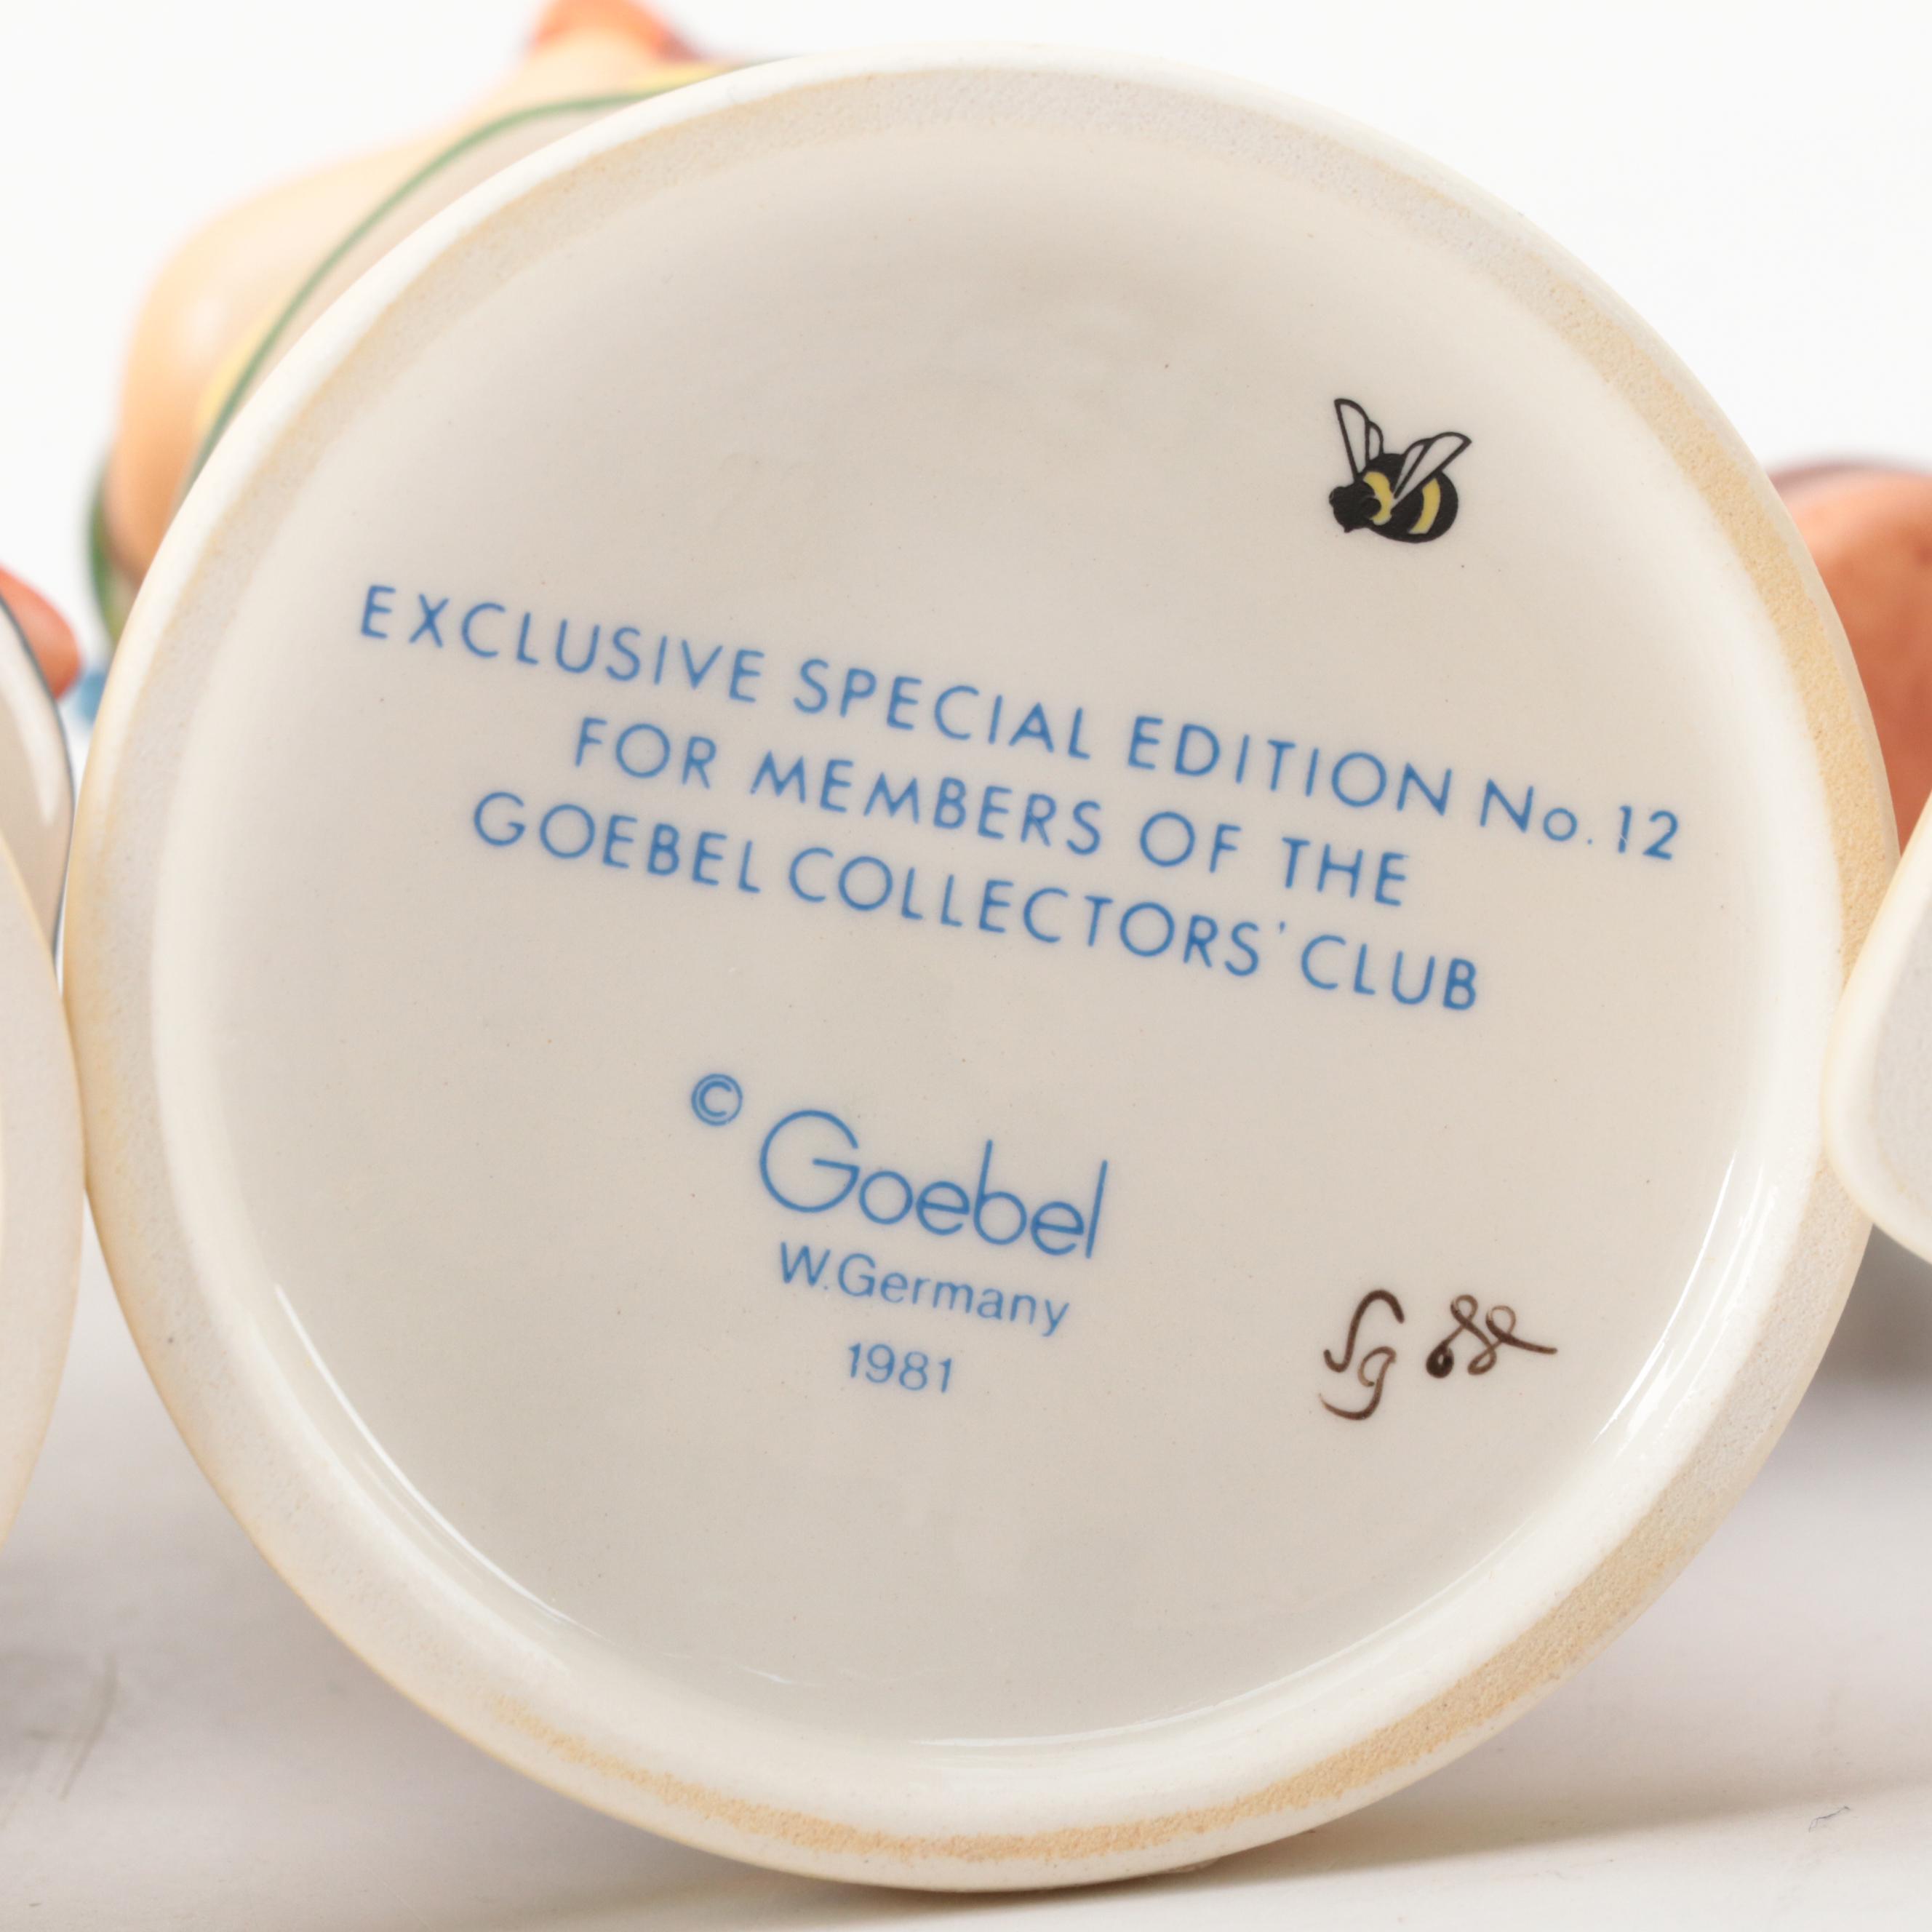 EXCLUSIVE SPECIAL EDITION No. 12
FOR MEMBERS OF THE
GOEBEL COLLECTORS' CLUB
© Goebel
W. Germany
1981